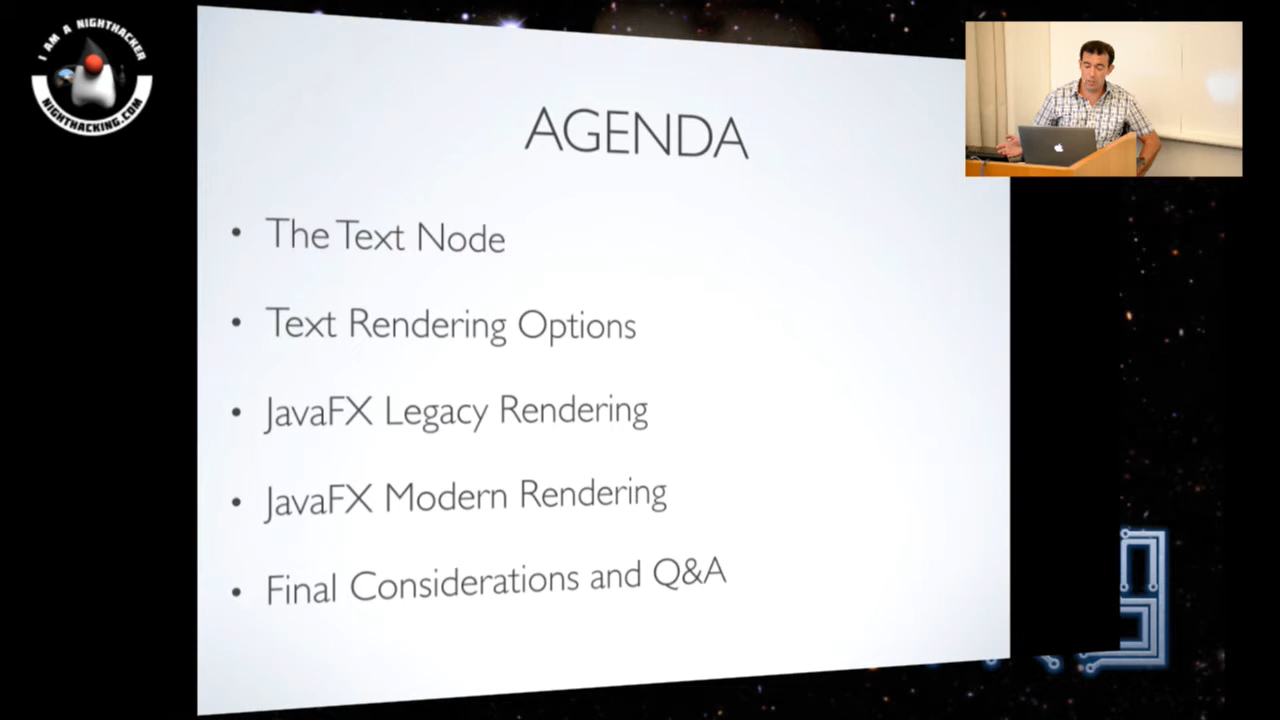 I AM A NIGHTHACKER
NIGHTHACKING.COM
AGENDA
• The Text Node
• Text Rendering Options
• JavaFX Legacy Rendering
• JavaFX Modern Rendering
• Final Considerations and Q&A